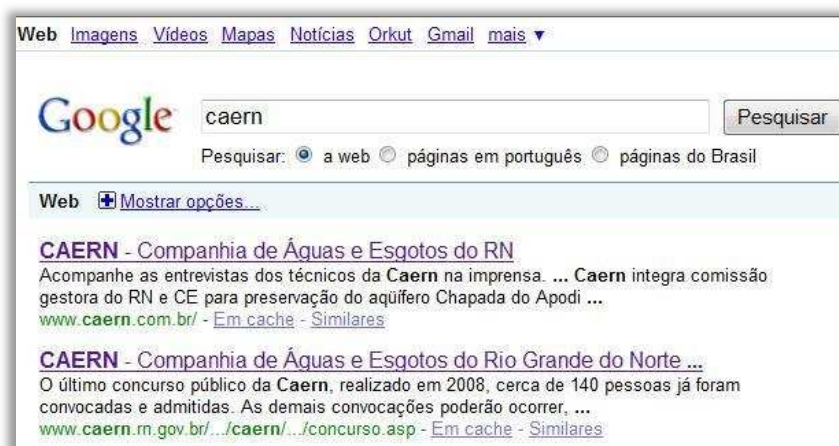 Web Imagens Vídeos Mapas Notícias Orkut Gmail mais ▼
Google caern Pesquisar
Pesquisar: a web páginas em português páginas do Brasil
Web Mostrar opções...
CAERN - Companhia de Águas e Esgotos do RN
Acompanhe as entrevistas dos técnicos da Caern na imprensa. ... Caern integra comissão
gestora do RN e CE para preservação do aqüífero Chapada do Apodi ...
www.caern.com.br/ - Em cache - Similares
CAERN - Companhia de Águas e Esgotos do Rio Grande do Norte ...
O último concurso público da Caern, realizado em 2008, cerca de 140 pessoas já foram
convocadas e admitidas. As demais convocações poderão ocorrer, ...
www.caern.rn.gov.br/.../caern/.../concurso.asp - Em cache - Similares